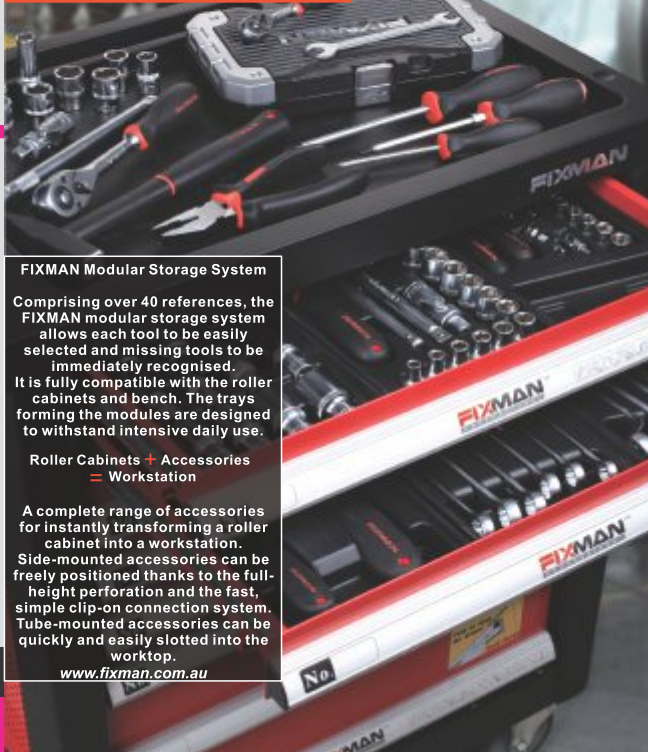 FIXMAN
FIXMAN Modular Storage System
Comprising over 40 references, the
FIXMAN modular storage system
allows each tool to be easily
selected and missing tools to be
immediately recognised.
It is fully compatible with the roller
cabinets and bench. The trays
forming the modules are designed
to withstand intensive daily use.
Roller Cabinets + Accessories
= Workstation
A complete range of accessories
for instantly transforming a roller
cabinet into a workstation.
Side-mounted accessories can be
freely positioned thanks to the full-
height perforation and the fast,
simple clip-on connection system.
Tube-mounted accessories can be
quickly and easily slotted into the
worktop.
www.fixman.com.au
FIXMAN
FIXMAN
No.
MAN